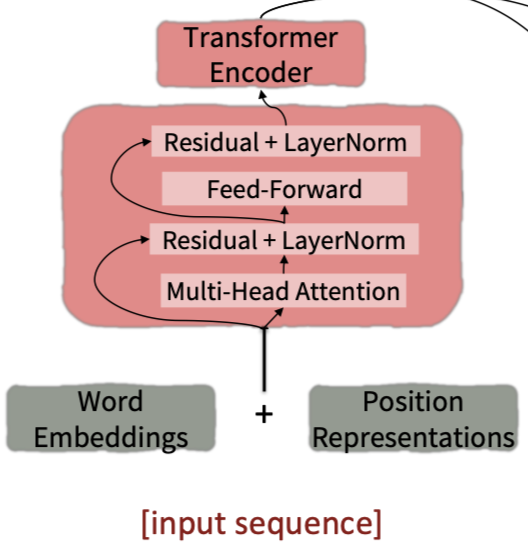 Transformer
Encoder
Residual + LayerNorm
Feed-Forward
Residual + LayerNorm
Multi-Head Attention
Word
Embeddings
+
Position
Representations
[input sequence]